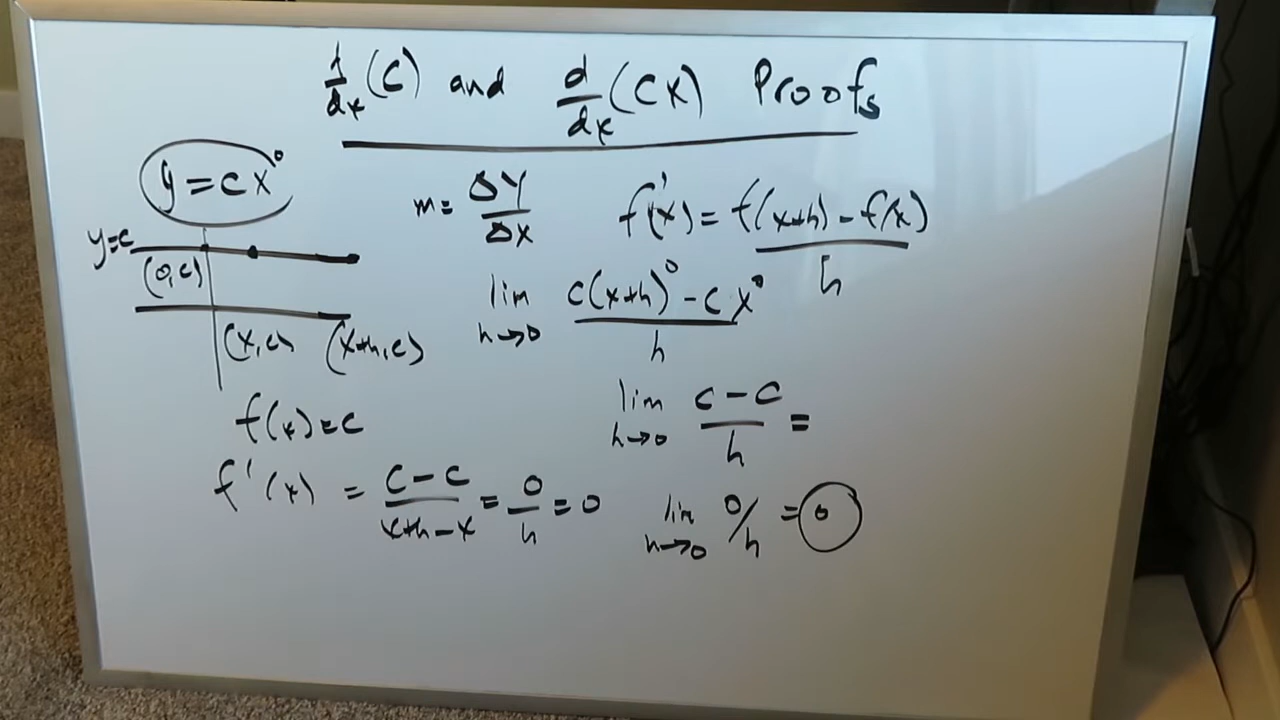 d/dx (C) and d/dx (CX) Proofs
y = cx⁰
y=c
(0,c)
(x,c) (x+h,c)
f(x)=c
f'(x) = c-c/x+h-x = 0/h = 0
m = ΔY/ΔX
f'(x) = f(x+h) - f(x)/h
lim h→0 c(x+h)⁰ - c·x⁰/h
lim h→0 c-c/h =
lim h→0 0/h = 0